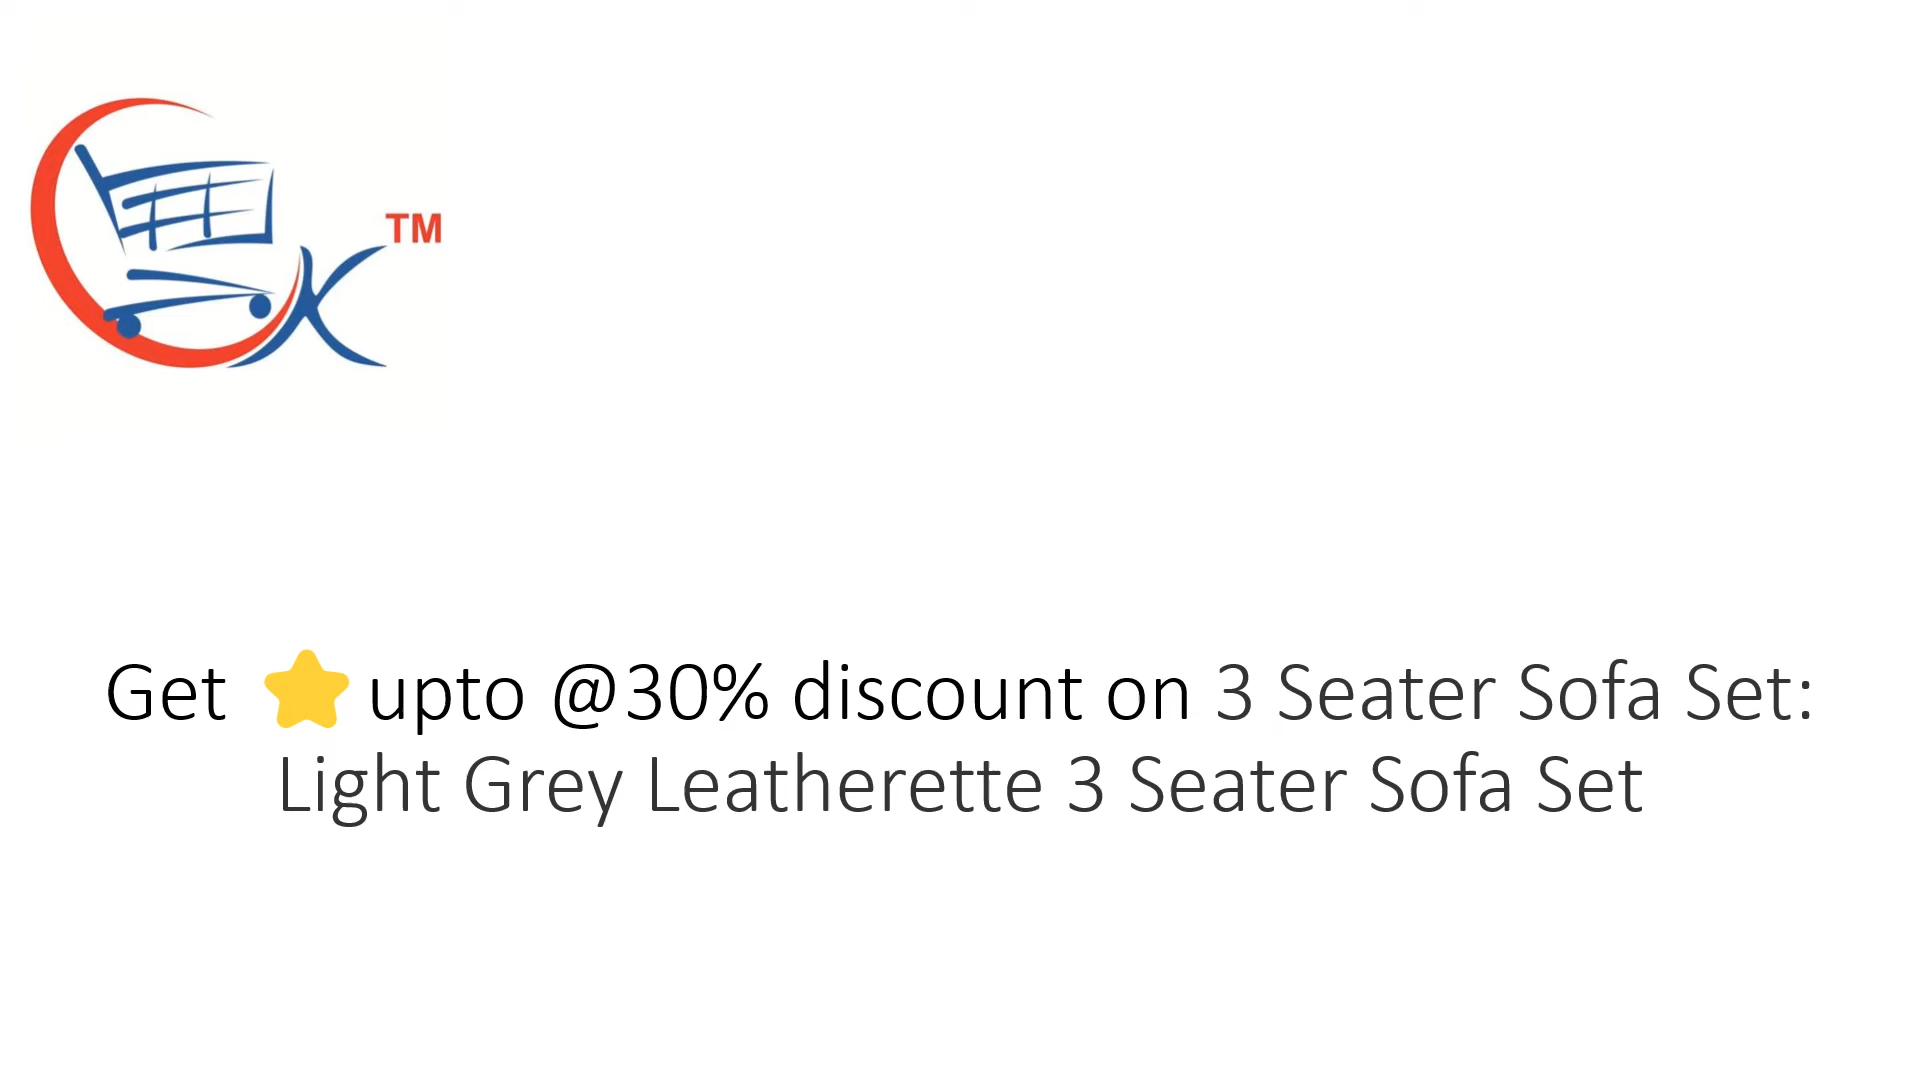 TM
Get ⭐ upto @30% discount on 3 Seater Sofa Set:
Light Grey Leatherette 3 Seater Sofa Set